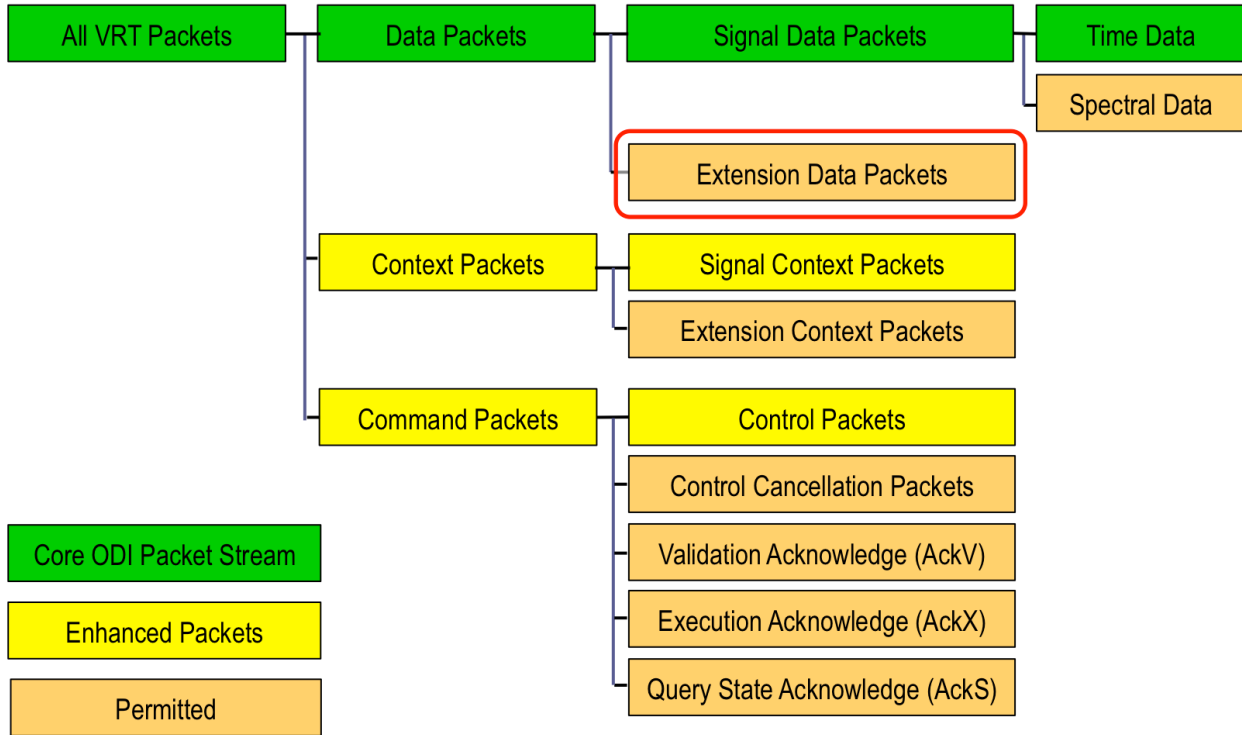 All VRT Packets
Data Packets
Signal Data Packets
Time Data
Spectral Data
Extension Data Packets
Context Packets
Signal Context Packets
Extension Context Packets
Command Packets
Control Packets
Control Cancellation Packets
Core ODI Packet Stream
Validation Acknowledge (AckV)
Enhanced Packets
Execution Acknowledge (AckX)
Query State Acknowledge (AckS)
Permitted